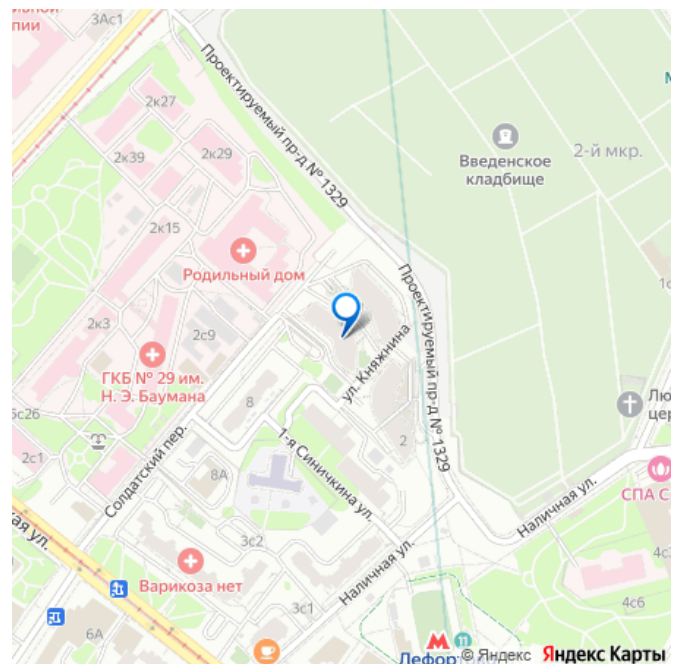 3Ас1
2к27
2к39
2к29
Проектируемый пр-д № 1329
Введенское
кладбище
2-й мкр.
2к15
Родильный дом
2к3
2с9
ГКБ № 29 им.
Н. Э. Баумана
Проектируемый пр-д № 1329
ул. Княжнина
8
2
2с1
8А
Солдатский пер.
1-я Синичкина ул.
3с2
Наличная ул.
Наличная ул.
Варикоза нет
3с1
6А
4с6
11
© Яндекс Яндекс Карты